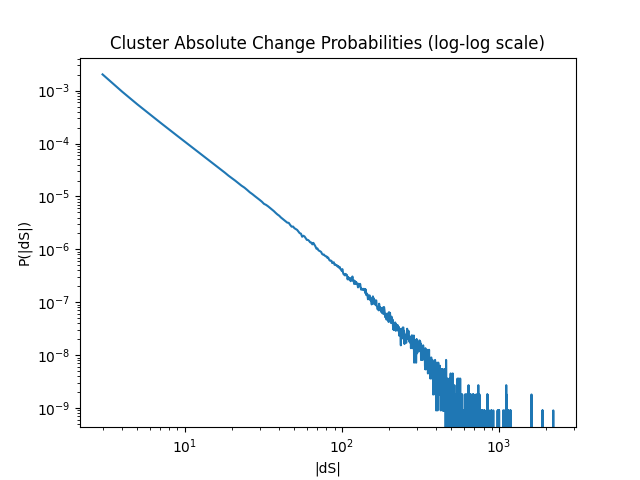 Cluster Absolute Change Probabilities (log-log scale)
P(|dS|)
10⁻³
10⁻⁴
10⁻⁵
10⁻⁶
10⁻⁷
10⁻⁸
10⁻⁹
10¹ 10² 10³
|dS|